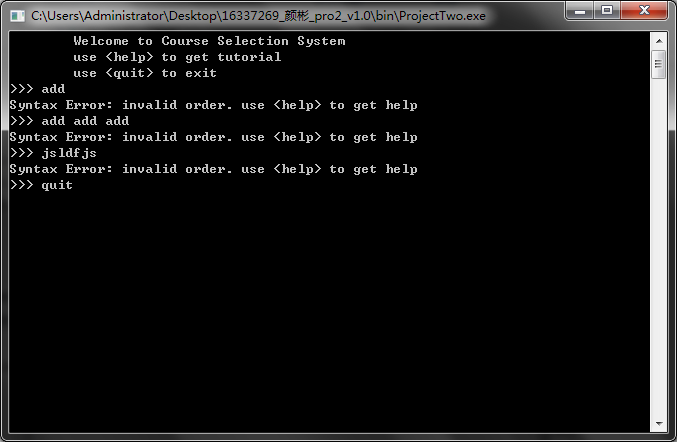 C:\Users\Administrator\Desktop\16337269_颜彬_pro2_v1.0\bin\ProjectTwo.exe
Welcome to Course Selection System
use <help> to get tutorial
use <quit> to exit
>>> add
Syntax Error: invalid order. use <help> to get help
>>> add add add
Syntax Error: invalid order. use <help> to get help
>>> jsldfjs
Syntax Error: invalid order. use <help> to get help
>>> quit